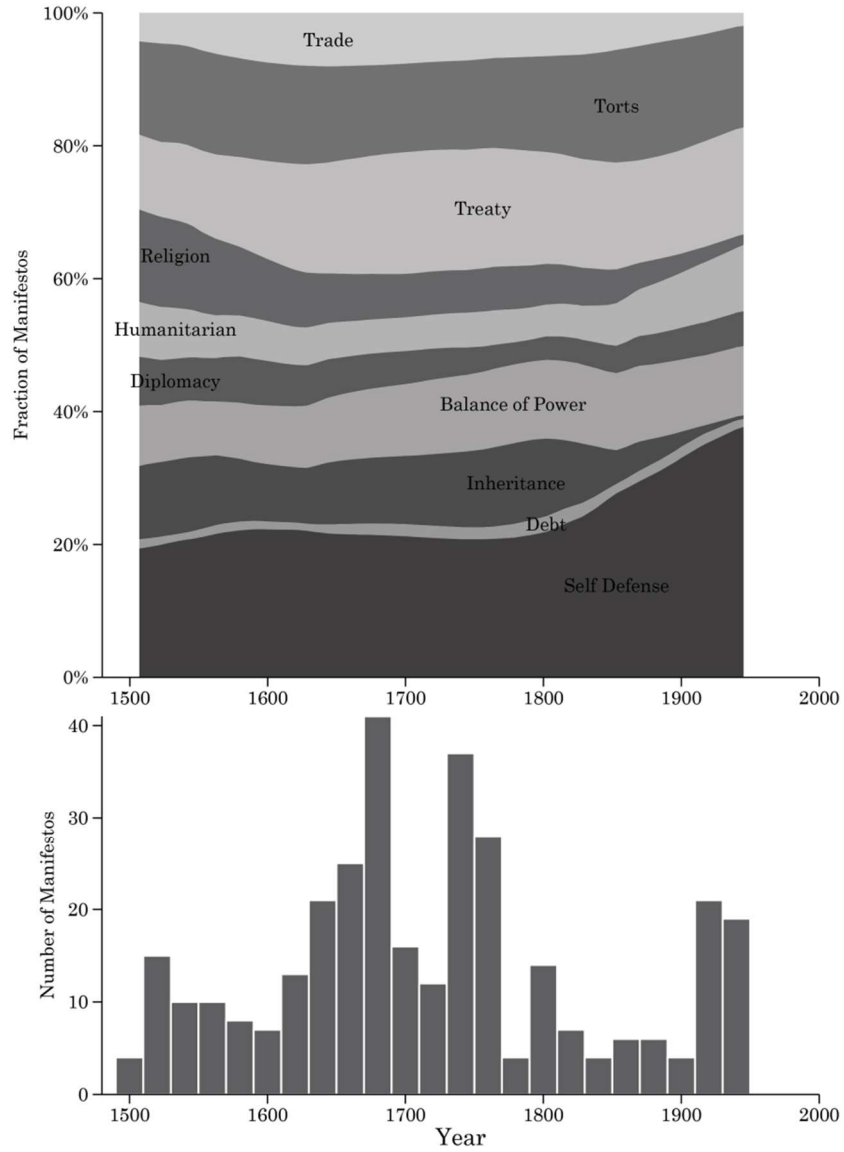 100%
Trade
Torts
80%
Treaty
Religion
60%
Humanitarian
Diplomacy
Balance of Power
40%
Inheritance
Debt
20%
Self Defense
0%
Fraction of Manifestos
1500 1600 1700 1800 1900 2000
40
30
20
10
0
Number of Manifestos
1500 1600 1700 1800 1900 2000
Year